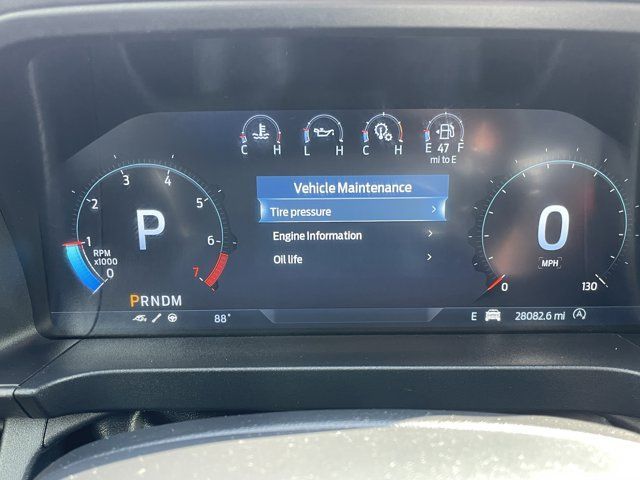 C H
L H
C H
E 47 F
mi to E
Vehicle Maintenance
Tire pressure
Engine Information
Oil life
0 1 2 3 4 5 6 7
RPM
x1000
P
PRNDM
0
MPH
0 130
88°
E 28082.6 mi A